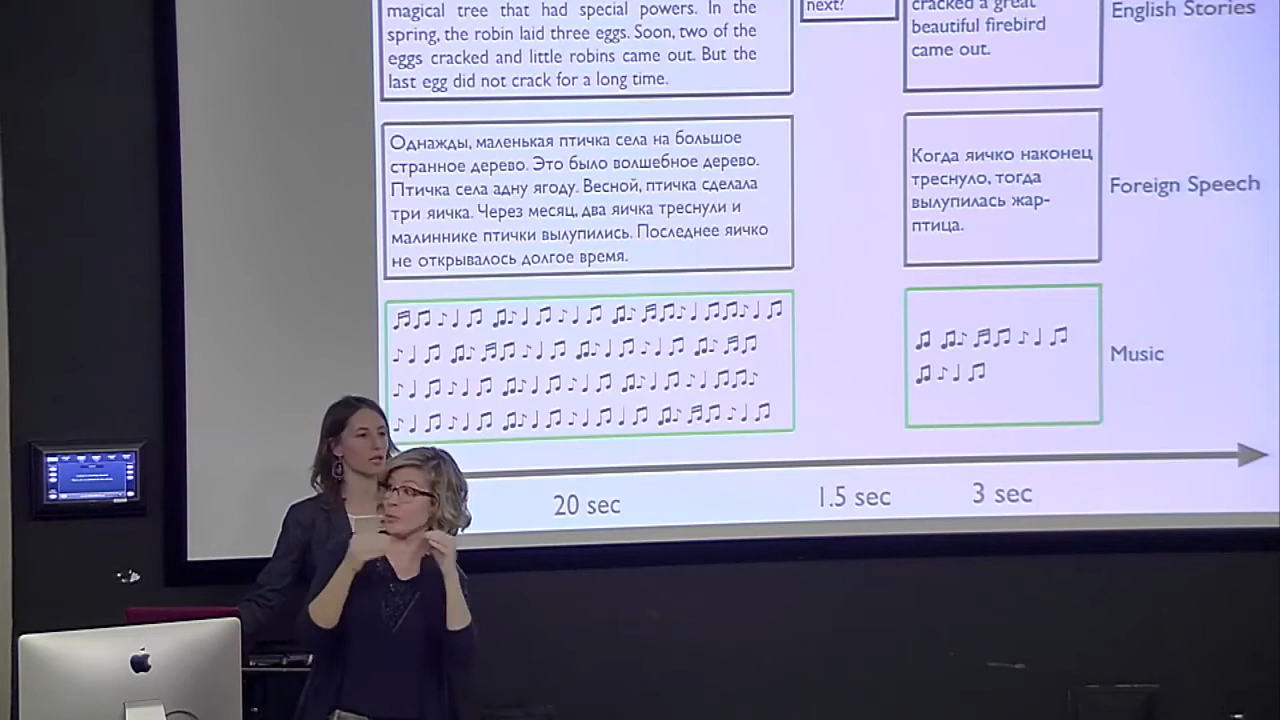 magical tree that had special powers. In the
spring, the robin laid three eggs. Soon, two of the
eggs cracked and little robins came out. But the
last egg did not crack for a long time.
next?
cracked a great
beautiful firebird
came out.
English Stories
Однажды, маленькая птичка села на большое
странное дерево. Это было волшебное дерево.
Птичка села адну ягоду. Весной, птичка сделала
три яичка. Через месяц, два яичка треснули и
малиннике птички вылупились. Последнее яичко
не открывалось долгое время.
Когда яичко наконец
треснуло, тогда
вылупилась жар-
птица.
Foreign Speech
Music
20 sec
1.5 sec
3 sec